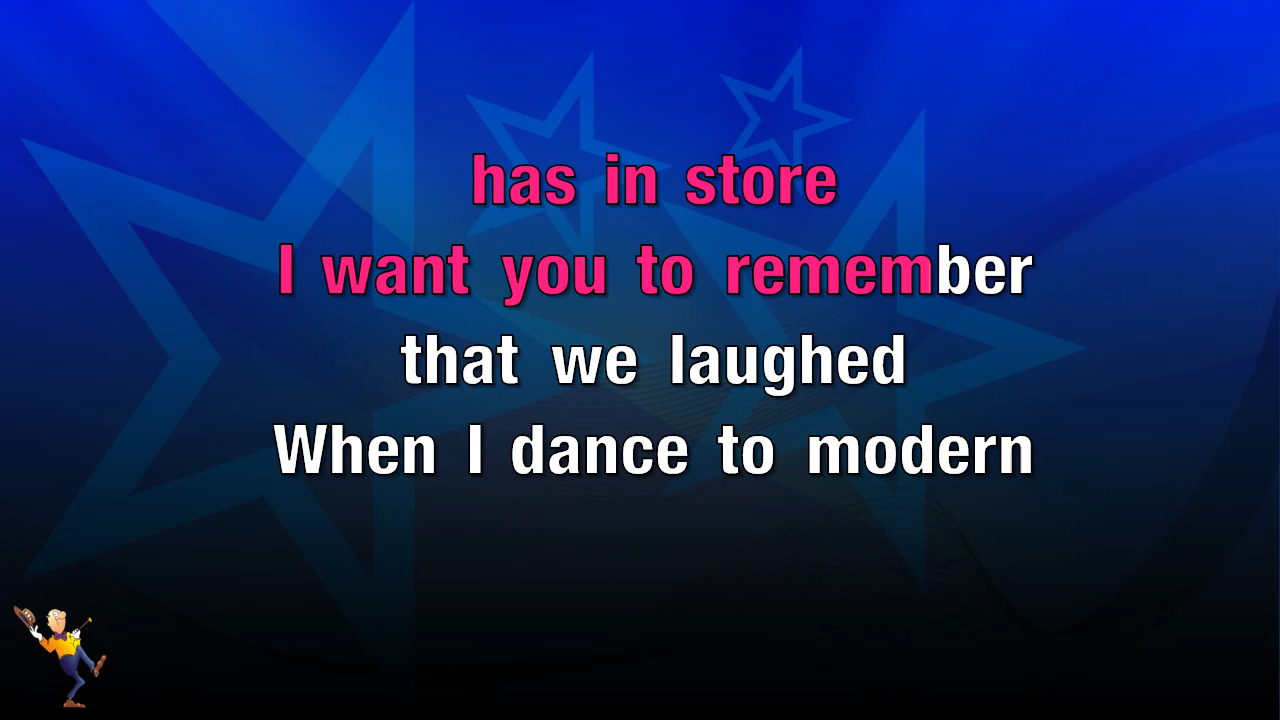 has in store
I want you to remember
that we laughed
When I dance to modern